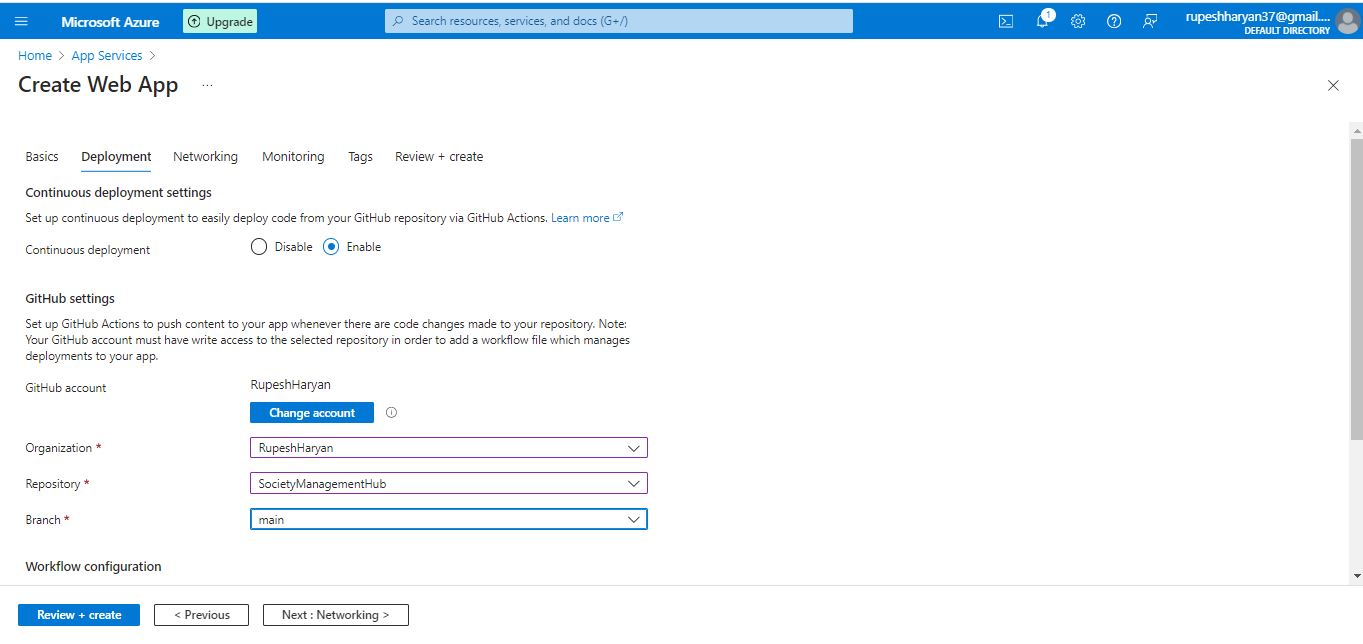 Microsoft Azure
Upgrade
Search resources, services, and docs (G+/)
1
rupeshharyan37@gmail....
DEFAULT DIRECTORY
Home > App Services >
Create Web App ...
Basics Deployment Networking Monitoring Tags Review + create
Continuous deployment settings
Set up continuous deployment to easily deploy code from your GitHub repository via GitHub Actions. Learn more
Continuous deployment Disable Enable
GitHub settings
Set up GitHub Actions to push content to your app whenever there are code changes made to your repository. Note:
Your GitHub account must have write access to the selected repository in order to add a workflow file which manages
deployments to your app.
GitHub account RupeshHaryan
Change account
Organization * RupeshHaryan
Repository * SocietyManagementHub
Branch * main
Workflow configuration
Review + create < Previous Next : Networking >